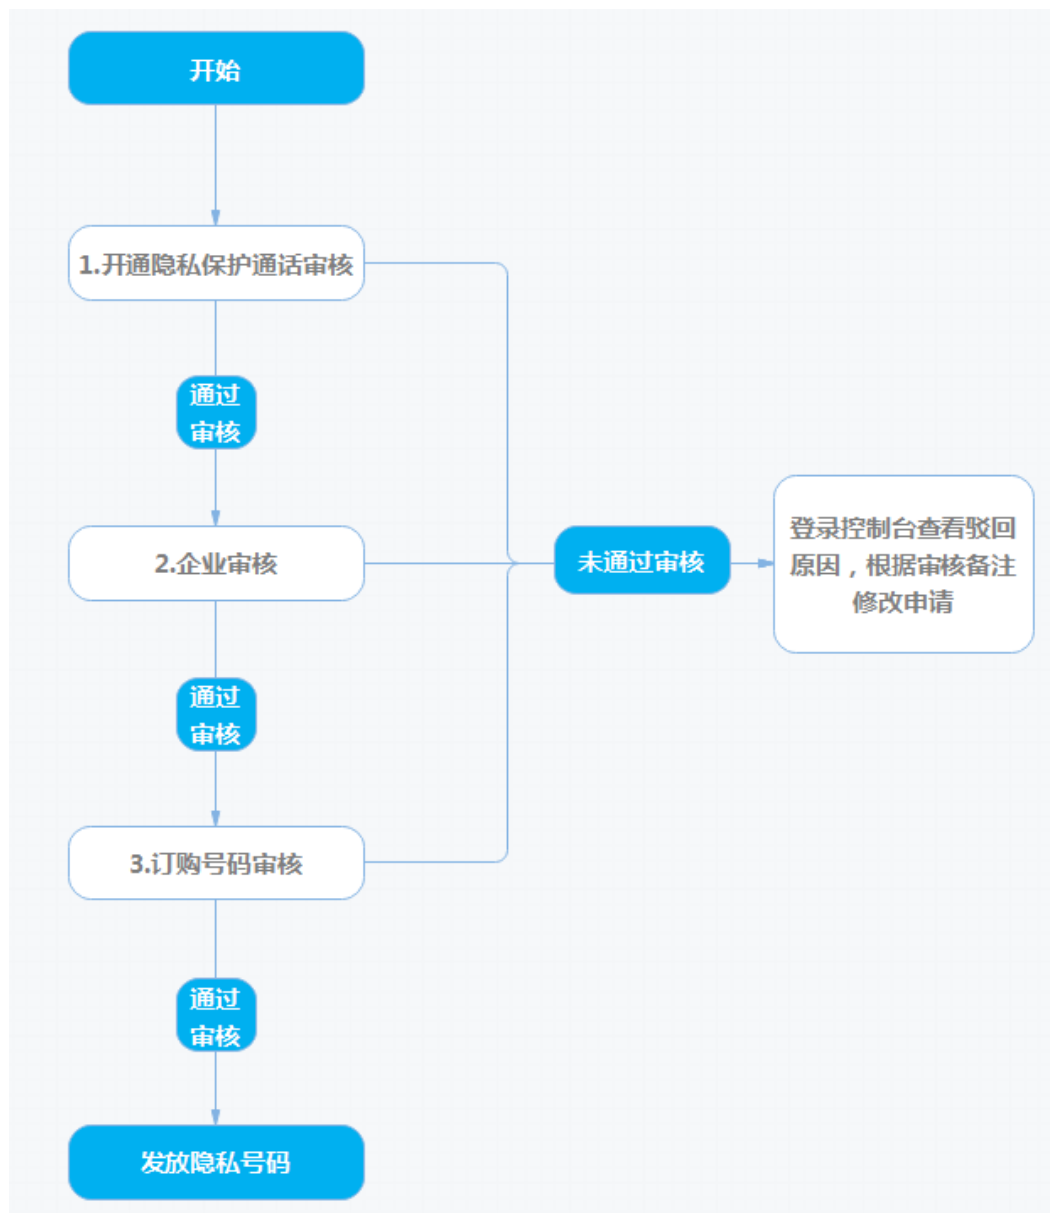 开始
1.开通隐私保护通话审核
通过
审核
2.企业审核
未通过审核
登录控制台查看驳回
原因，根据审核备注
修改申请
通过
审核
3.订购号码审核
通过
审核
发放隐私号码